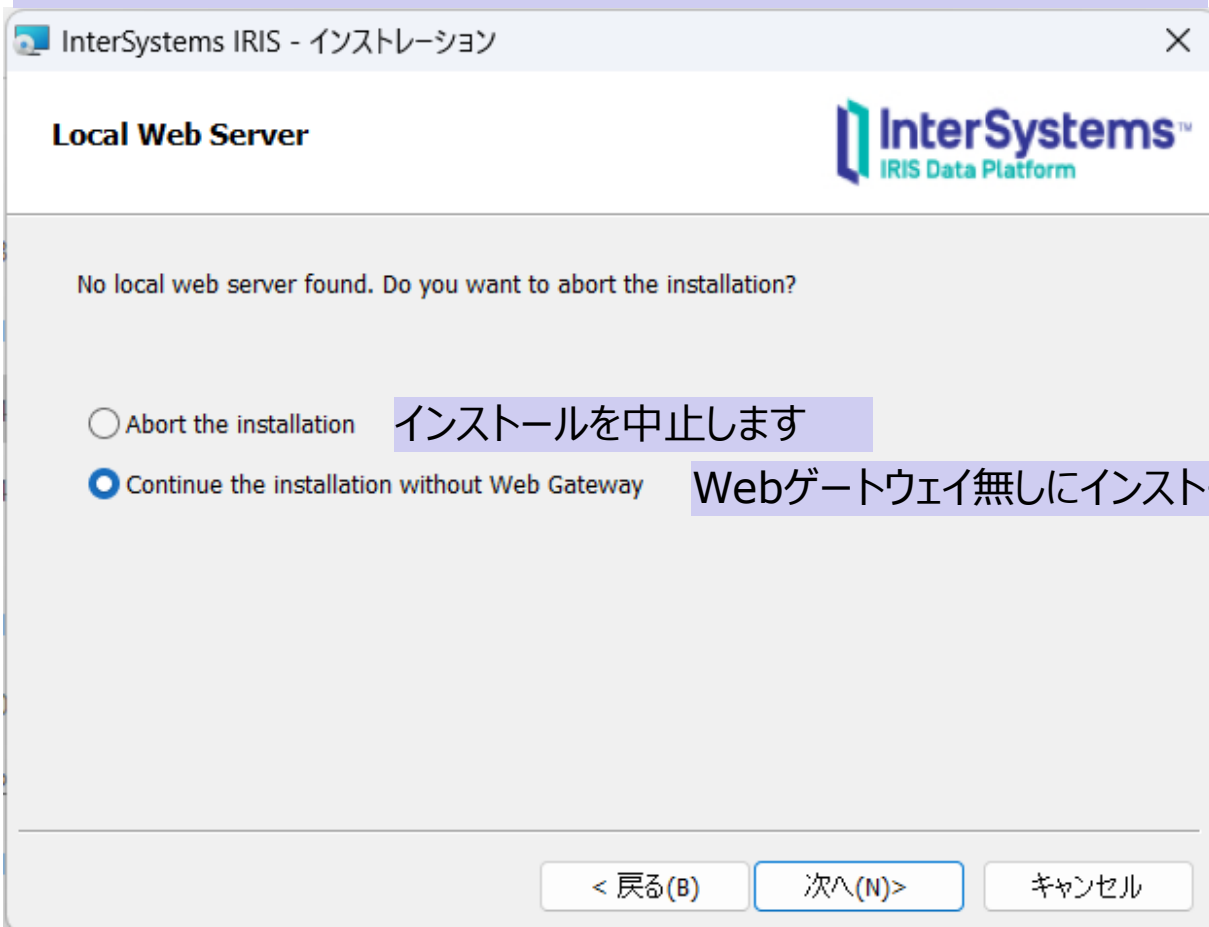 InterSystems IRIS - インストレーション
Local Web Server
InterSystems™
IRIS Data Platform
No local web server found. Do you want to abort the installation?
Abort the installation インストールを中止します
Continue the installation without Web Gateway Webゲートウェイ無しにインスト
< 戻る(B) 次へ(N)> キャンセル